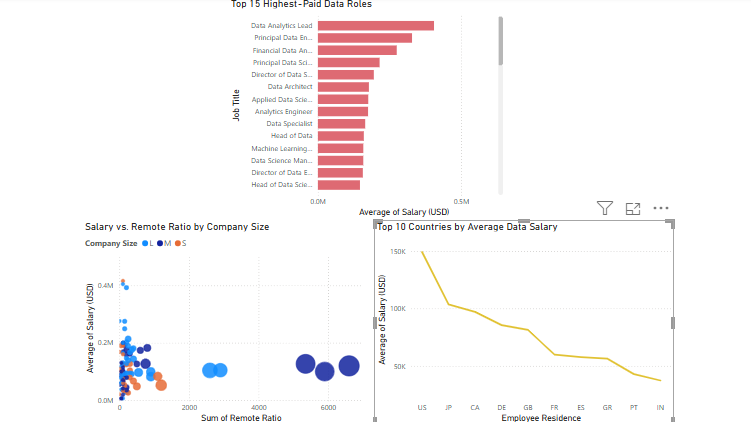 Top 15 Highest-Paid Data Roles
Data Analytics Lead
Principal Data En...
Financial Data An...
Principal Data Sci...
Director of Data S...
Data Architect
Applied Data Scie...
Analytics Engineer
Data Specialist
Head of Data
Machine Learning...
Data Science Man...
Director of Data E...
Head of Data Scie...
Job Title
0.0M
0.5M
Average of Salary (USD)
Salary vs. Remote Ratio by Company Size
Company Size L M S
0.4M
0.2M
0.0M
Average of Salary (USD)
0 2000 4000 6000
Sum of Remote Ratio
Top 10 Countries by Average Data Salary
150K
100K
50K
Average of Salary (USD)
US JP CA DE GB FR ES GR PT IN
Employee Residence